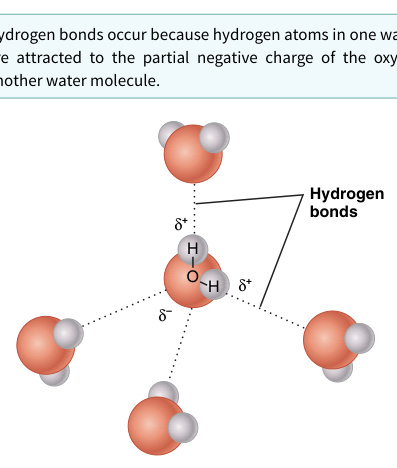 ydrogen bonds occur because hydrogen atoms in one wa
e attracted to the partial negative charge of the oxy
nother water molecule.
Hydrogen
bonds
δ+
H
O
H
δ+
δ−